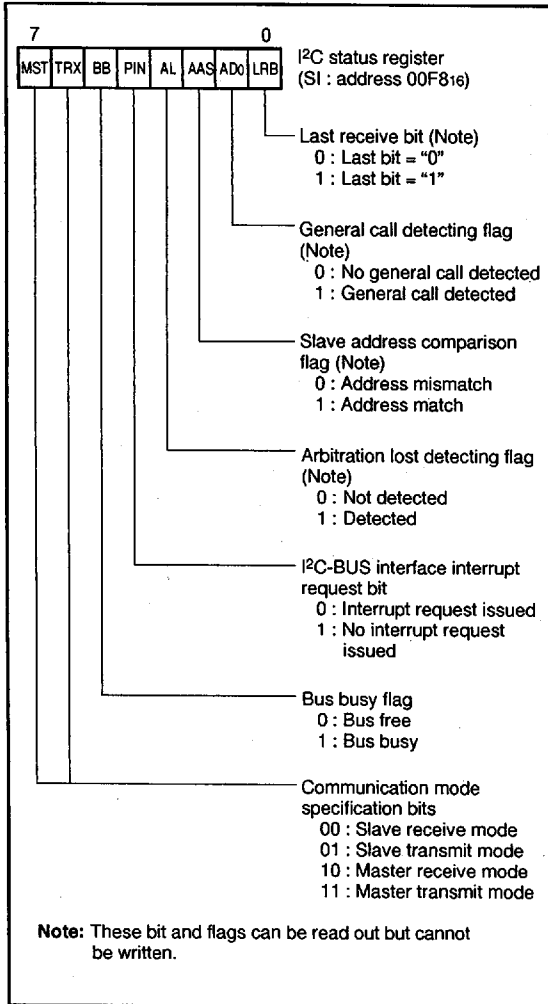 7 0
MST TRX BB PIN AL AAS AD0 LRB
I2C status register
(SI : address 00F816)
Last receive bit (Note)
0 : Last bit = “0”
1 : Last bit = “1”
General call detecting flag
(Note)
0 : No general call detected
1 : General call detected
Slave address comparison
flag (Note)
0 : Address mismatch
1 : Address match
Arbitration lost detecting flag
(Note)
0 : Not detected
1 : Detected
I2C-BUS interface interrupt
request bit
0 : Interrupt request issued
1 : No interrupt request
issued
Bus busy flag
0 : Bus free
1 : Bus busy
Communication mode
specification bits
00 : Slave receive mode
01 : Slave transmit mode
10 : Master receive mode
11 : Master transmit mode
Note: These bit and flags can be read out but cannot
be written.